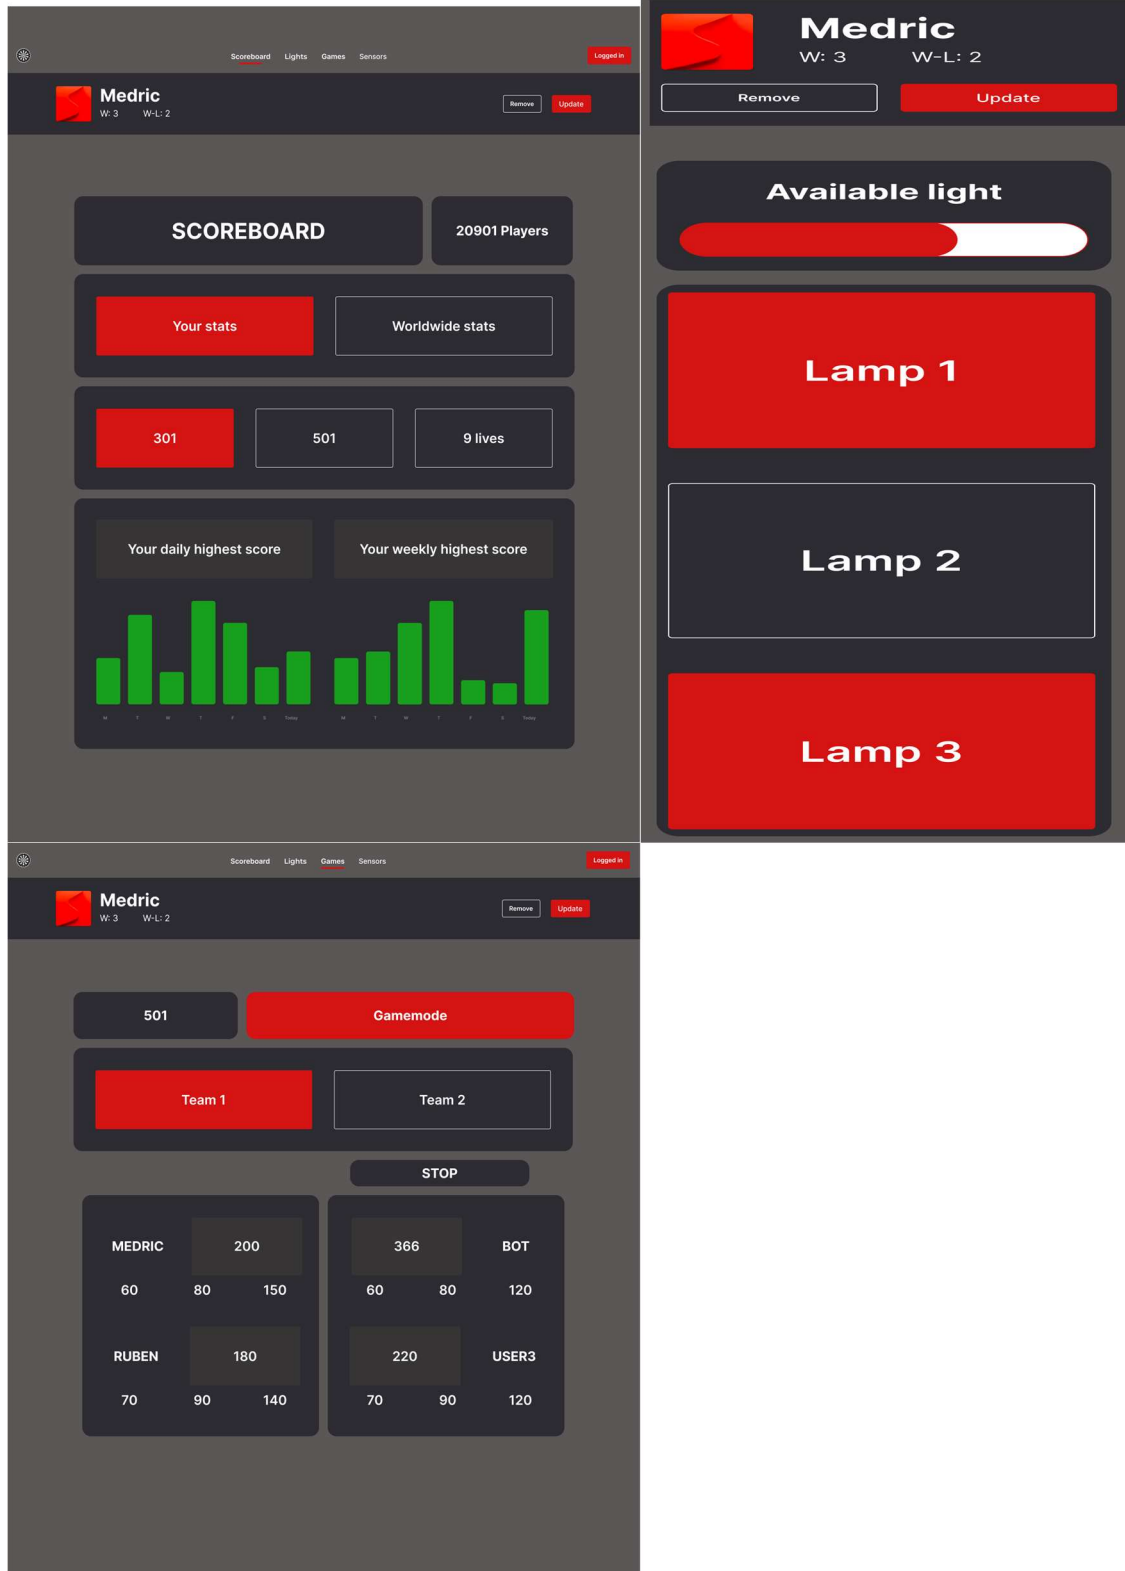 Scoreboard Lights Games Sensors Logged in
Medric
W: 3 W-L: 2
Remove Update
SCOREBOARD 20901 Players
Your stats Worldwide stats
301 501 9 lives
Your daily highest score Your weekly highest score
M T W T F S Today M T W T F S Today
Medric
W: 3 W-L: 2
Remove Update
Available light
Lamp 1
Lamp 2
Lamp 3
Scoreboard Lights Games Sensors Logged in
Medric
W: 3 W-L: 2
Remove Update
501 Gamemode
Team 1 Team 2
STOP
MEDRIC 200 366 BOT
60 80 150 60 80 120
RUBEN 180 220 USER3
70 90 140 70 90 120